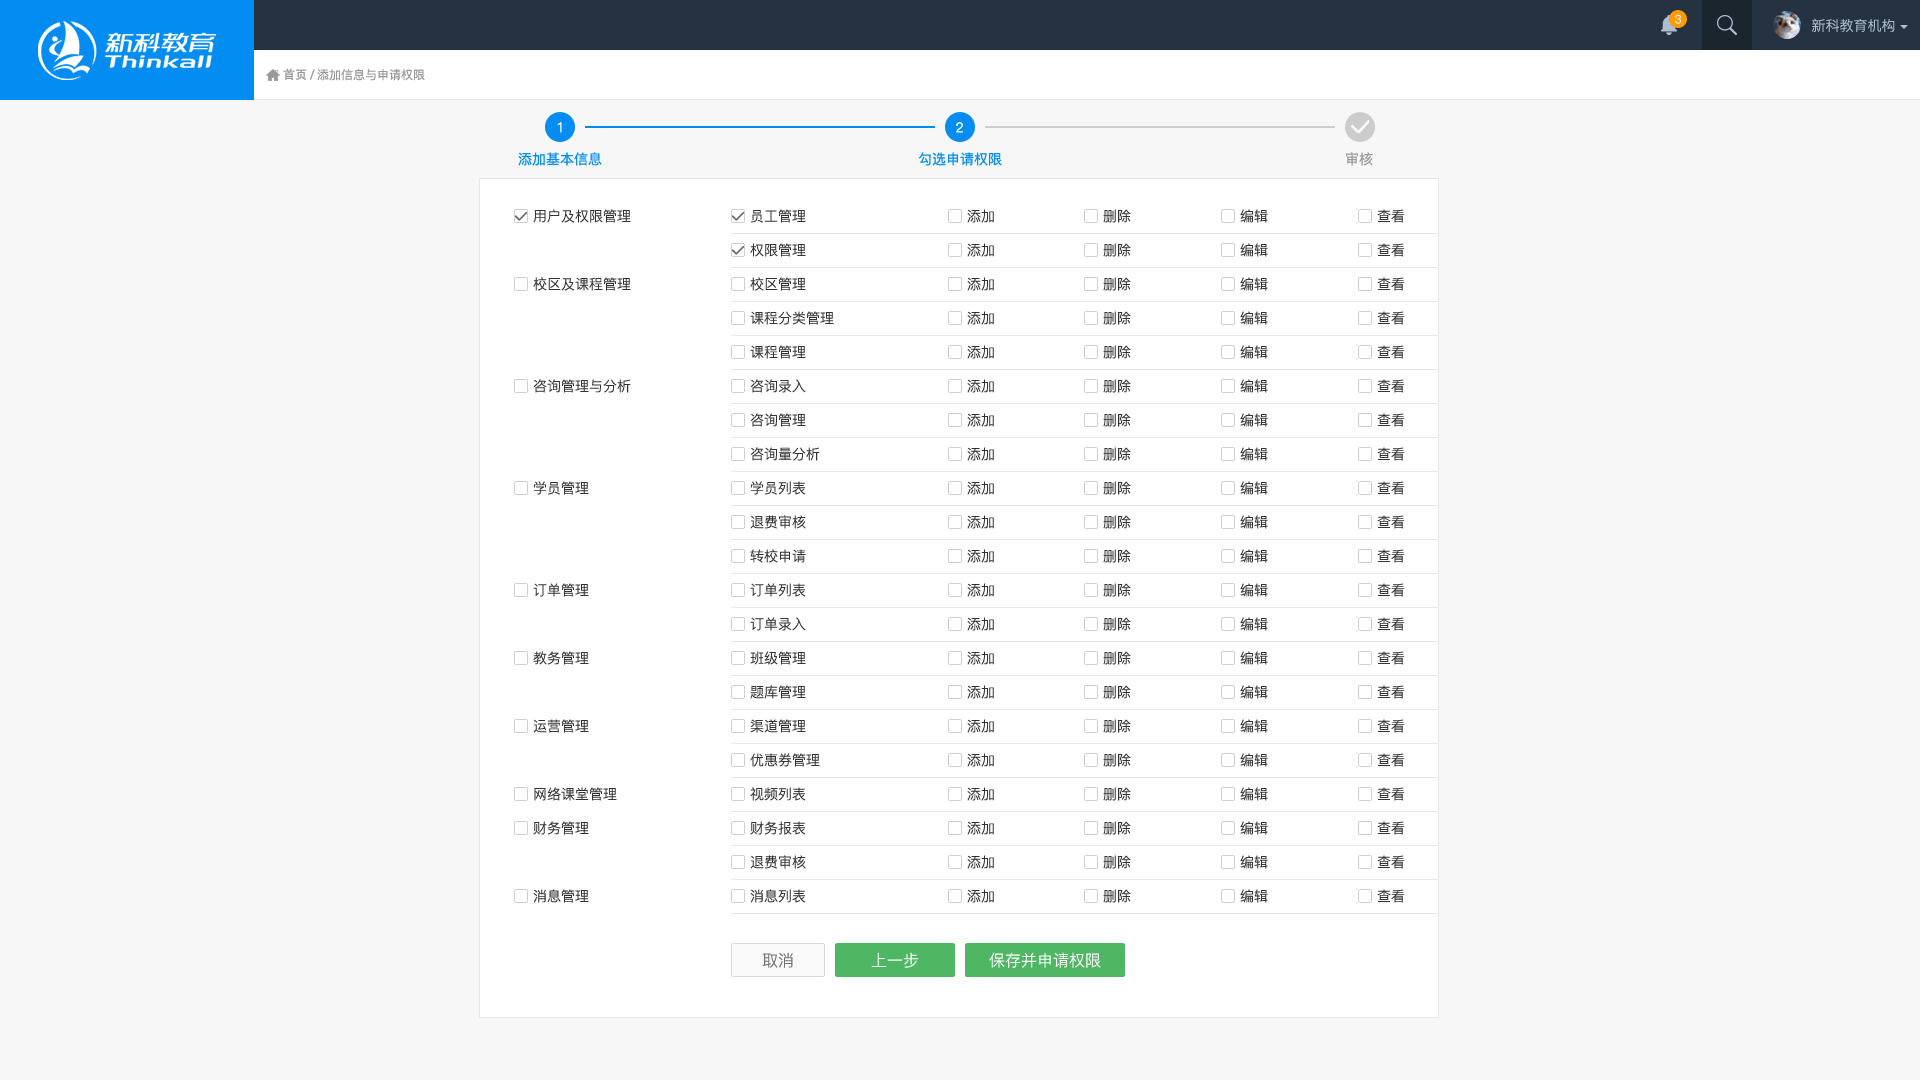 新科教育
Thinkall
3
新科教育机构
首页 / 添加信息与申请权限
1
2
添加基本信息
勾选申请权限
审核
用户及权限管理 员工管理 添加 删除 编辑 查看
权限管理 添加 删除 编辑 查看
校区及课程管理 校区管理 添加 删除 编辑 查看
课程分类管理 添加 删除 编辑 查看
课程管理 添加 删除 编辑 查看
咨询管理与分析 咨询录入 添加 删除 编辑 查看
咨询管理 添加 删除 编辑 查看
咨询量分析 添加 删除 编辑 查看
学员管理 学员列表 添加 删除 编辑 查看
退费审核 添加 删除 编辑 查看
转校申请 添加 删除 编辑 查看
订单管理 订单列表 添加 删除 编辑 查看
订单录入 添加 删除 编辑 查看
教务管理 班级管理 添加 删除 编辑 查看
题库管理 添加 删除 编辑 查看
运营管理 渠道管理 添加 删除 编辑 查看
优惠券管理 添加 删除 编辑 查看
网络课堂管理 视频列表 添加 删除 编辑 查看
财务管理 财务报表 添加 删除 编辑 查看
退费审核 添加 删除 编辑 查看
消息管理 消息列表 添加 删除 编辑 查看
取消 上一步 保存并申请权限